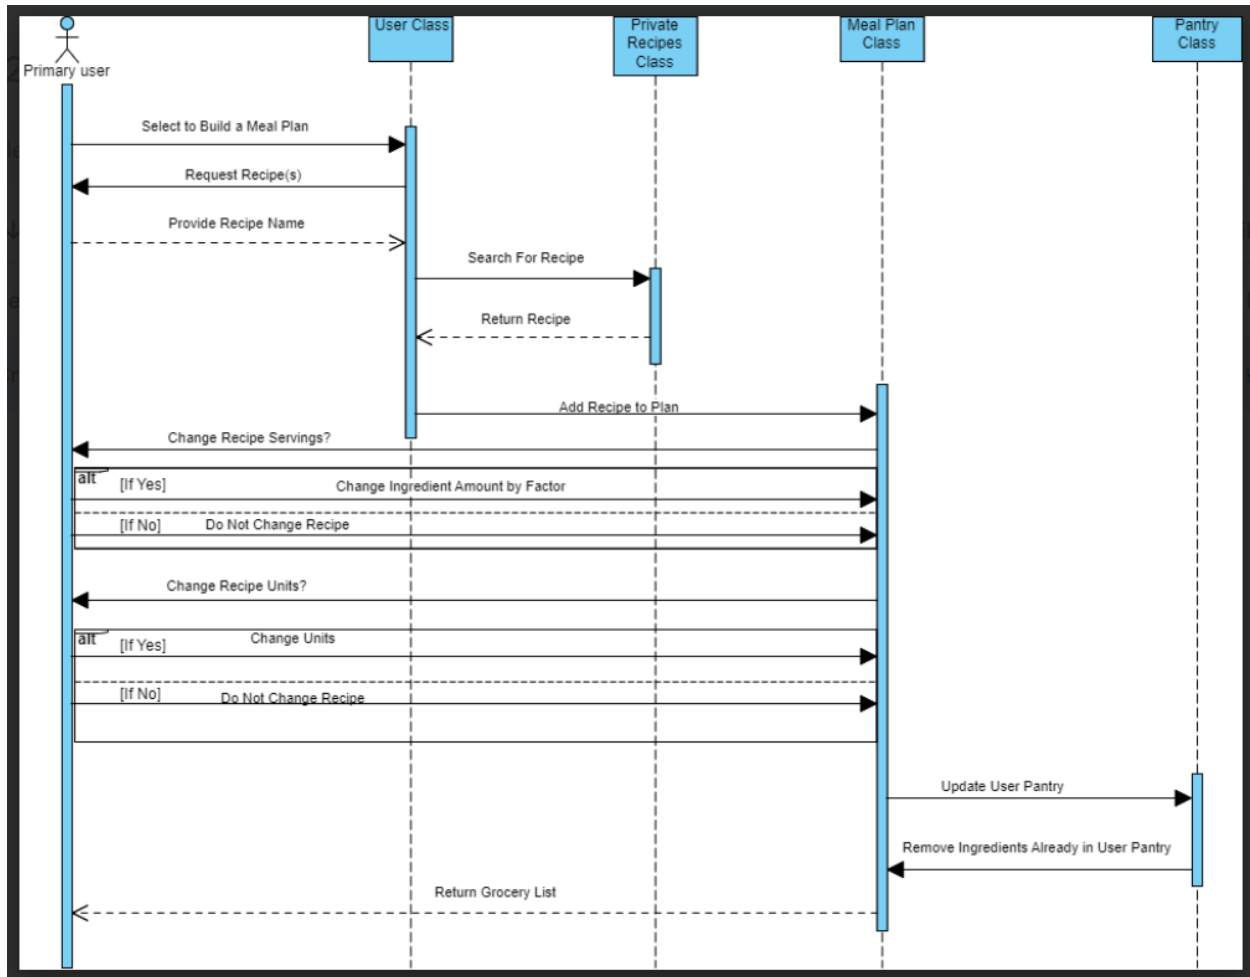 User Class
Private
Recipes
Class
Meal Plan
Class
Pantry
Class
Primary user
Select to Build a Meal Plan
Request Recipe(s)
Provide Recipe Name
Search For Recipe
Return Recipe
Add Recipe to Plan
Change Recipe Servings?
alt
[If Yes]
Change Ingredient Amount by Factor
[If No]
Do Not Change Recipe
Change Recipe Units?
alt
[If Yes]
Change Units
[If No]
Do Not Change Recipe
Update User Pantry
Remove Ingredients Already in User Pantry
Return Grocery List